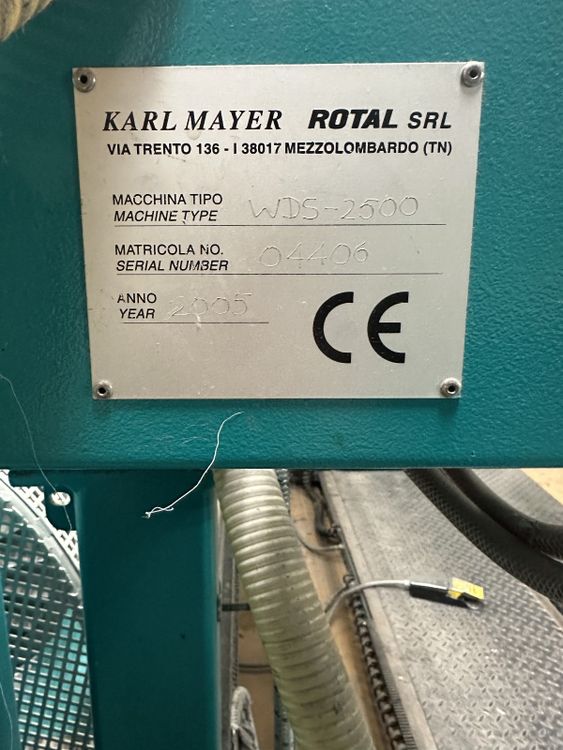 KARL MAYER ROTAL SRL
VIA TRENTO 136 - I 38017 MEZZOLOMBARDO (TN)
MACCHINA TIPO
MACHINE TYPE WDS-2500
MATRICOLA NO.
SERIAL NUMBER 04406
ANNO
YEAR 2005
CE